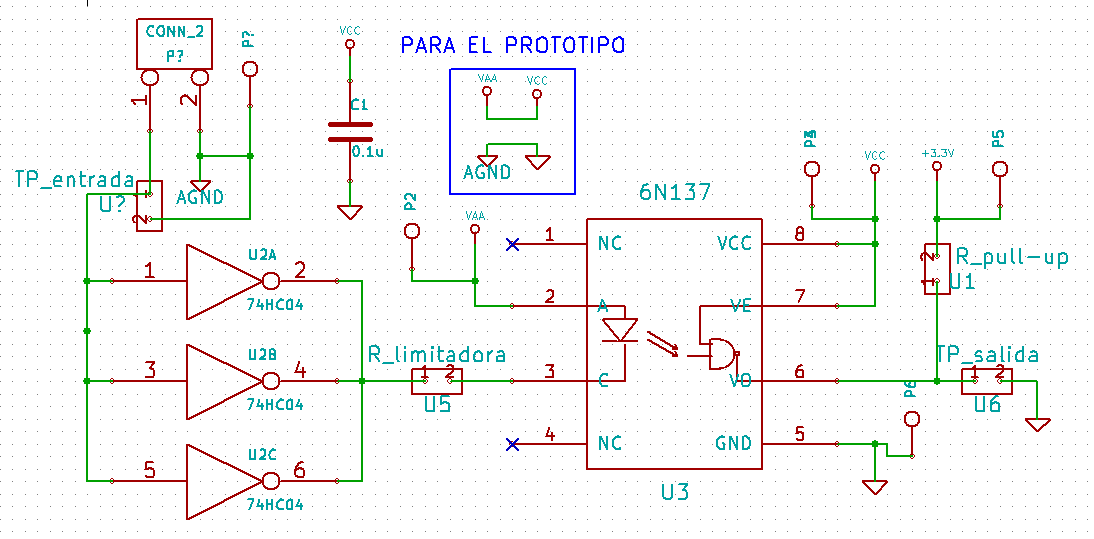 CONN_2
P?
P?
1
2
VCC
C1
0.1u
PARA EL PROTOTIPO
VAA
VCC
AGND
TP_entrada
U?
1
2
AGND
U2A
1
2
74HC04
U2B
3
4
74HC04
U2C
5
6
74HC04
R_limitadora
1 2
U5
P2
VAA
6N137
1
NC
2
A
3
C
4
NC
VCC
8
VE
7
VO
6
GND
5
U3
VCC
+3.3V
P5
2
1
R_pull-up
U1
TP_salida
1 2
U6
P6